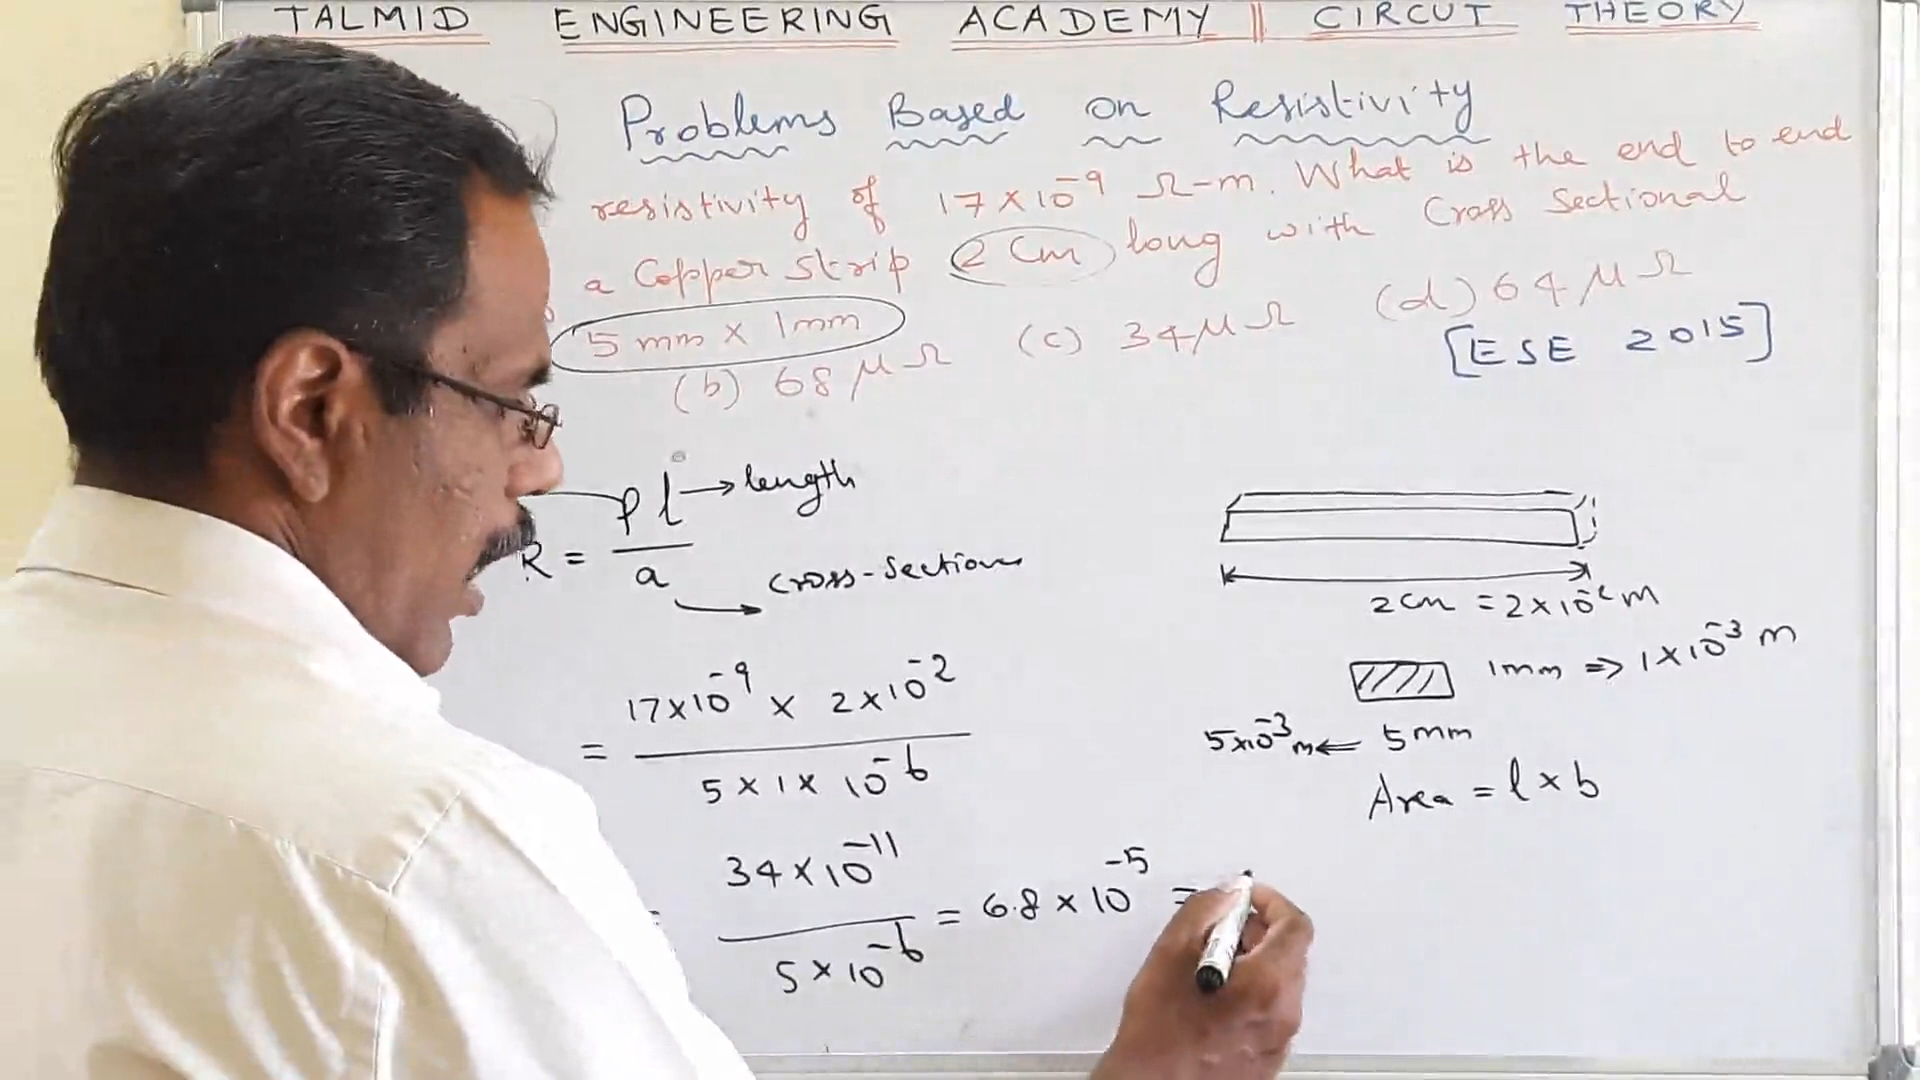 TALMID ENGINEERING ACADEMY || CIRCUT THEORY
Problems Based on Resistivity
resistivity of 17×10⁻⁹ Ω-m. What is the end to end
a Copper strip 2 Cm long with Cross Sectional
5 mm × 1mm
(b) 68 μΩ (c) 34μΩ (d) 64 μΩ
[ESE 2015]
R = ρl/a
→ length
→ cross-section
= 17×10⁻⁹ × 2×10⁻² / 5×1×10⁻⁶
= 34×10⁻¹¹ / 5×10⁻⁶ = 6.8×10⁻⁵ =
2cm = 2×10⁻² m
1mm ⇒ 1×10⁻³ m
5×10⁻³ m ⇐ 5mm
Area = l×b